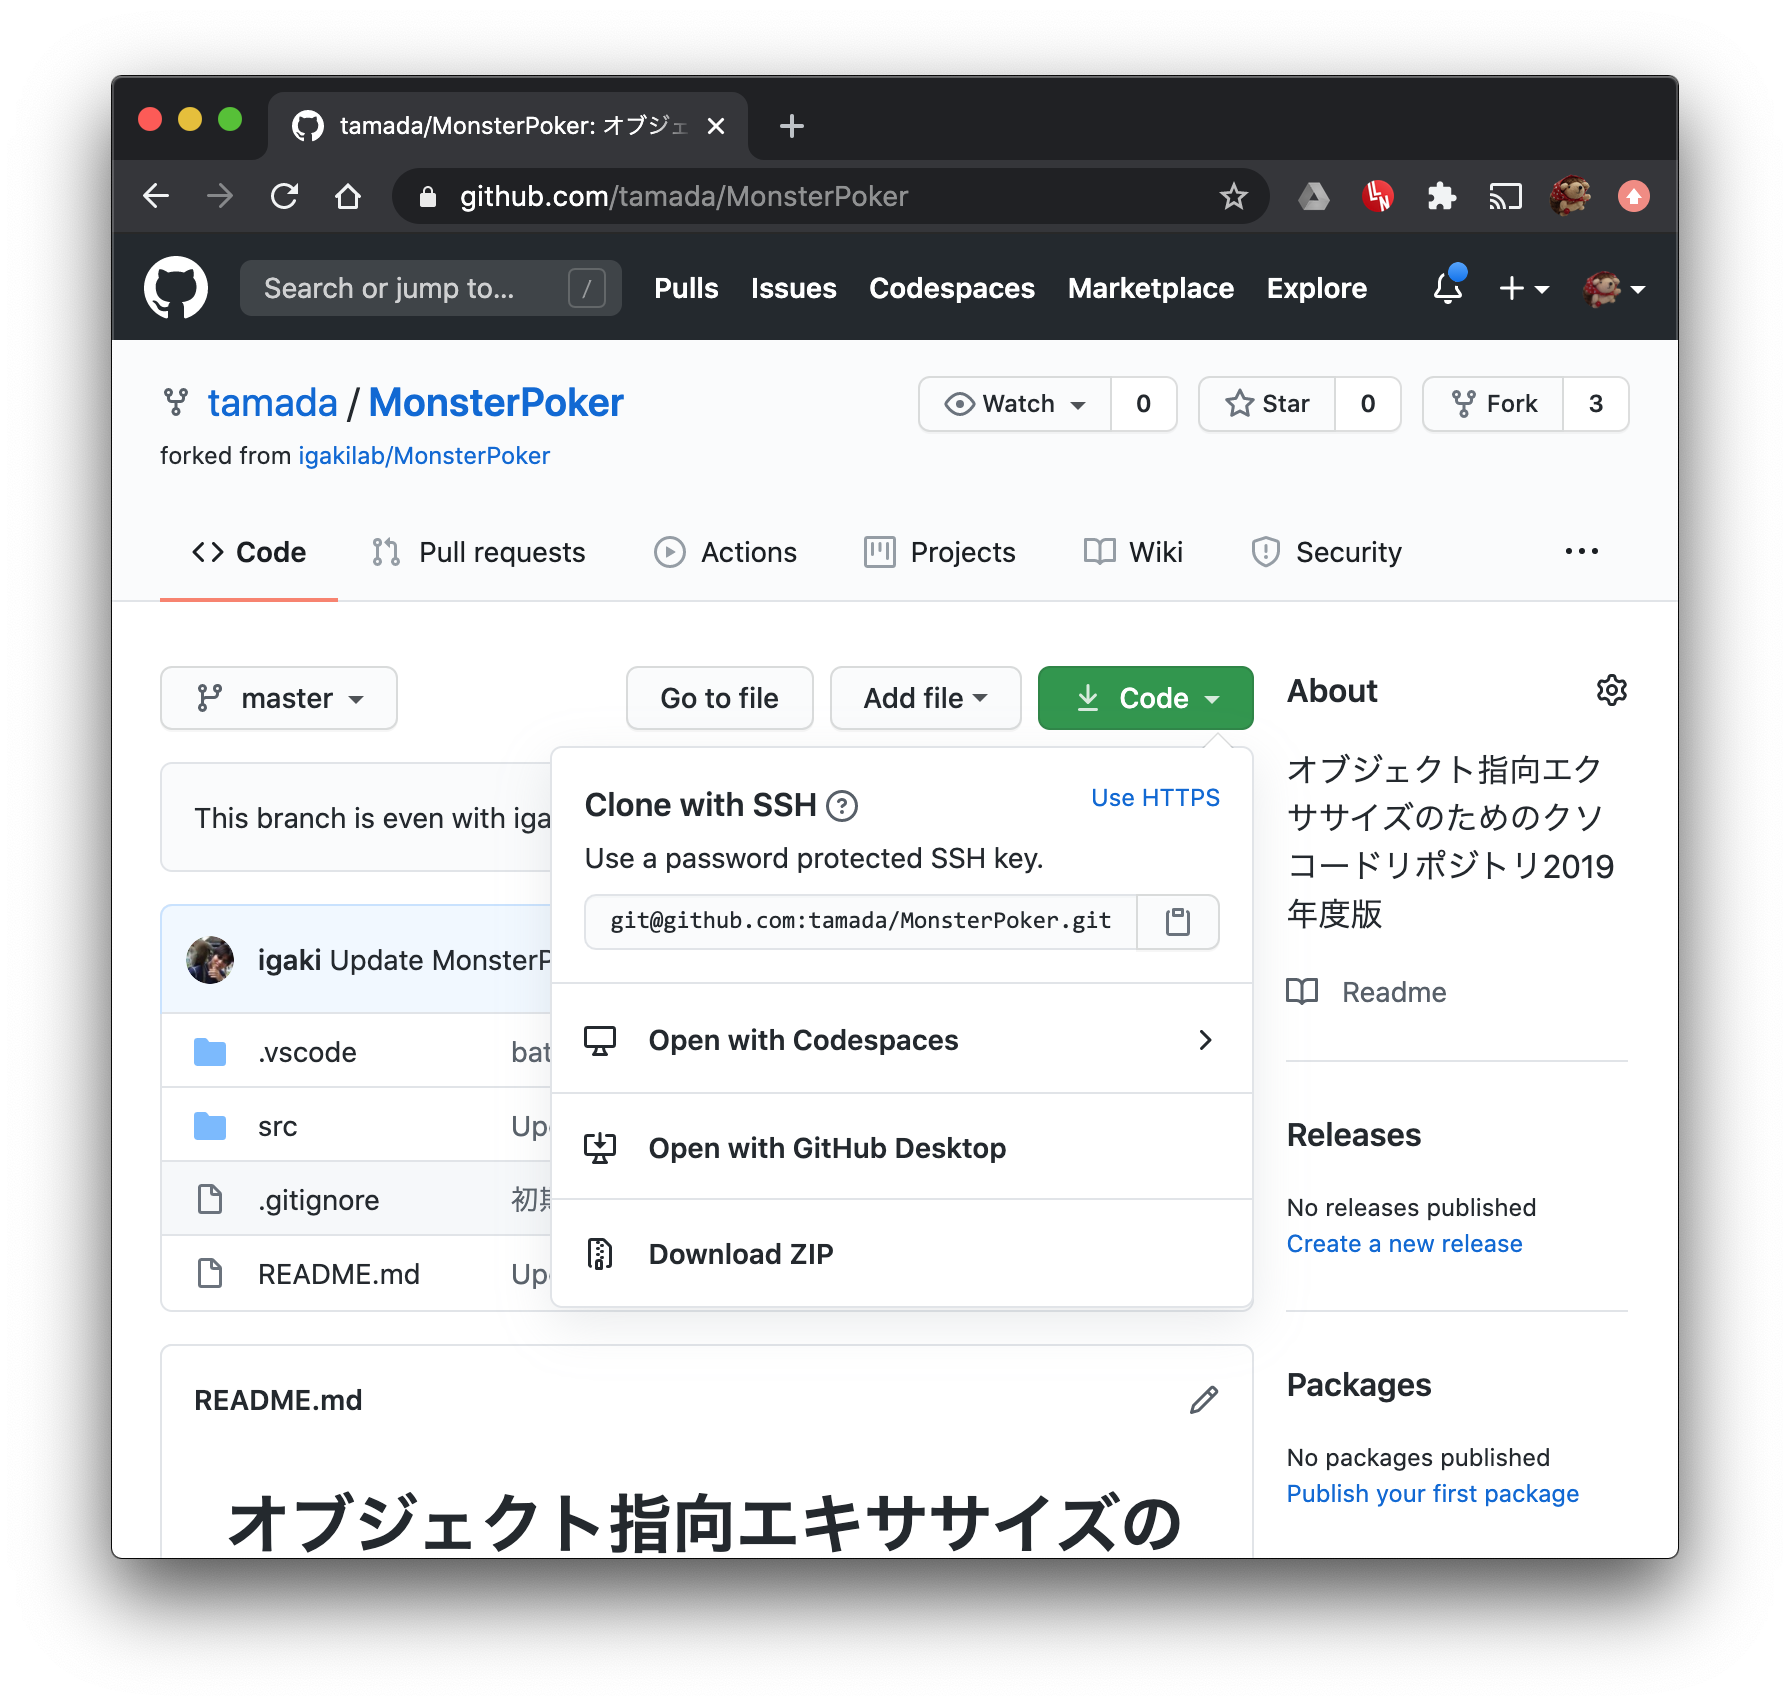 tamada/MonsterPoker: オブジェ
github.com/tamada/MonsterPoker
Search or jump to... /
Pulls Issues Codespaces Marketplace Explore
tamada / MonsterPoker
Watch 0 Star 0 Fork 3
forked from igakilab/MonsterPoker
Code Pull requests Actions Projects Wiki Security
master Go to file Add file Code
This branch is even with iga
Clone with SSH
Use HTTPS
Use a password protected SSH key.
git@github.com:tamada/MonsterPoker.git
Open with Codespaces
Open with GitHub Desktop
Download ZIP
igaki Update MonsterP
.vscode bat
src Up
.gitignore 初期
README.md Up
README.md
オブジェクト指向エキササイズの
About
オブジェクト指向エク
ササイズのためのクソ
コードリポジトリ2019
年度版
Readme
Releases
No releases published
Create a new release
Packages
No packages published
Publish your first package